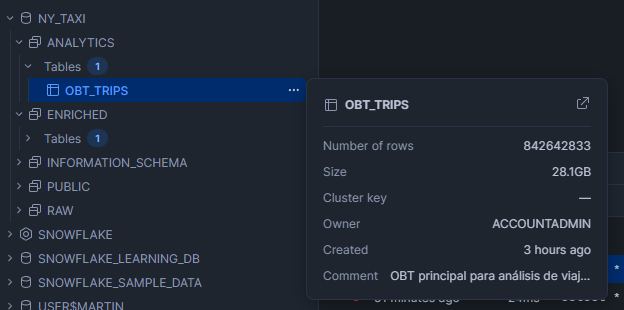 NY_TAXI
ANALYTICS
Tables 1
OBT_TRIPS ...
ENRICHED
Tables 1
INFORMATION_SCHEMA
PUBLIC
RAW
SNOWFLAKE
SNOWFLAKE_LEARNING_DB
SNOWFLAKE_SAMPLE_DATA
USER$MARTIN
OBT_TRIPS
Number of rows 842642833
Size 28.1GB
Cluster key —
Owner ACCOUNTADMIN
Created 3 hours ago
Comment OBT principal para análisis de viaj...
minutes ago